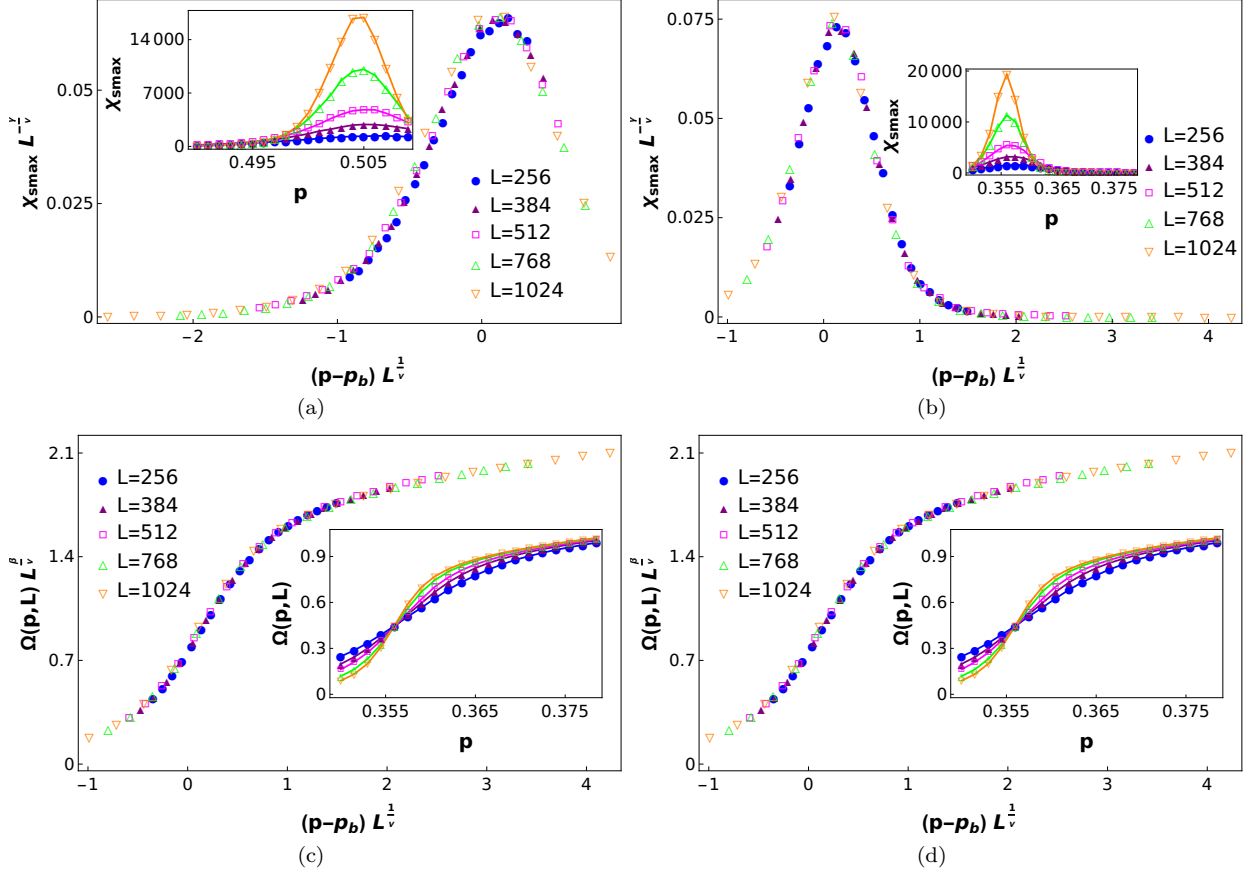 χsmax L^(-γ/ν)
0.05
0.025
0
14 000
7000
0
χsmax
0.495
0.505
p
L=256
L=384
L=512
L=768
L=1024
−2
−1
0
(p−pb) L^(1/ν)
(a)
χsmax L^(-γ/ν)
0.075
0.05
0.025
0
20 000
10 000
0
χsmax
0.355
0.365
0.375
p
L=256
L=384
L=512
L=768
L=1024
−1
0
1
2
3
4
(p−pb) L^(1/ν)
(b)
Ω(p,L) L^(β/ν)
2.1
1.4
0.7
0
L=256
L=384
L=512
L=768
L=1024
Ω(p,L)
0.9
0.6
0.3
0
0.355
0.365
0.375
p
−1
0
1
2
3
4
(p−pb) L^(1/ν)
(c)
Ω(p,L) L^(β/ν)
2.1
1.4
0.7
0
L=256
L=384
L=512
L=768
L=1024
Ω(p,L)
0.9
0.6
0.3
0
0.355
0.365
0.375
p
−1
0
1
2
3
4
(p−pb) L^(1/ν)
(d)